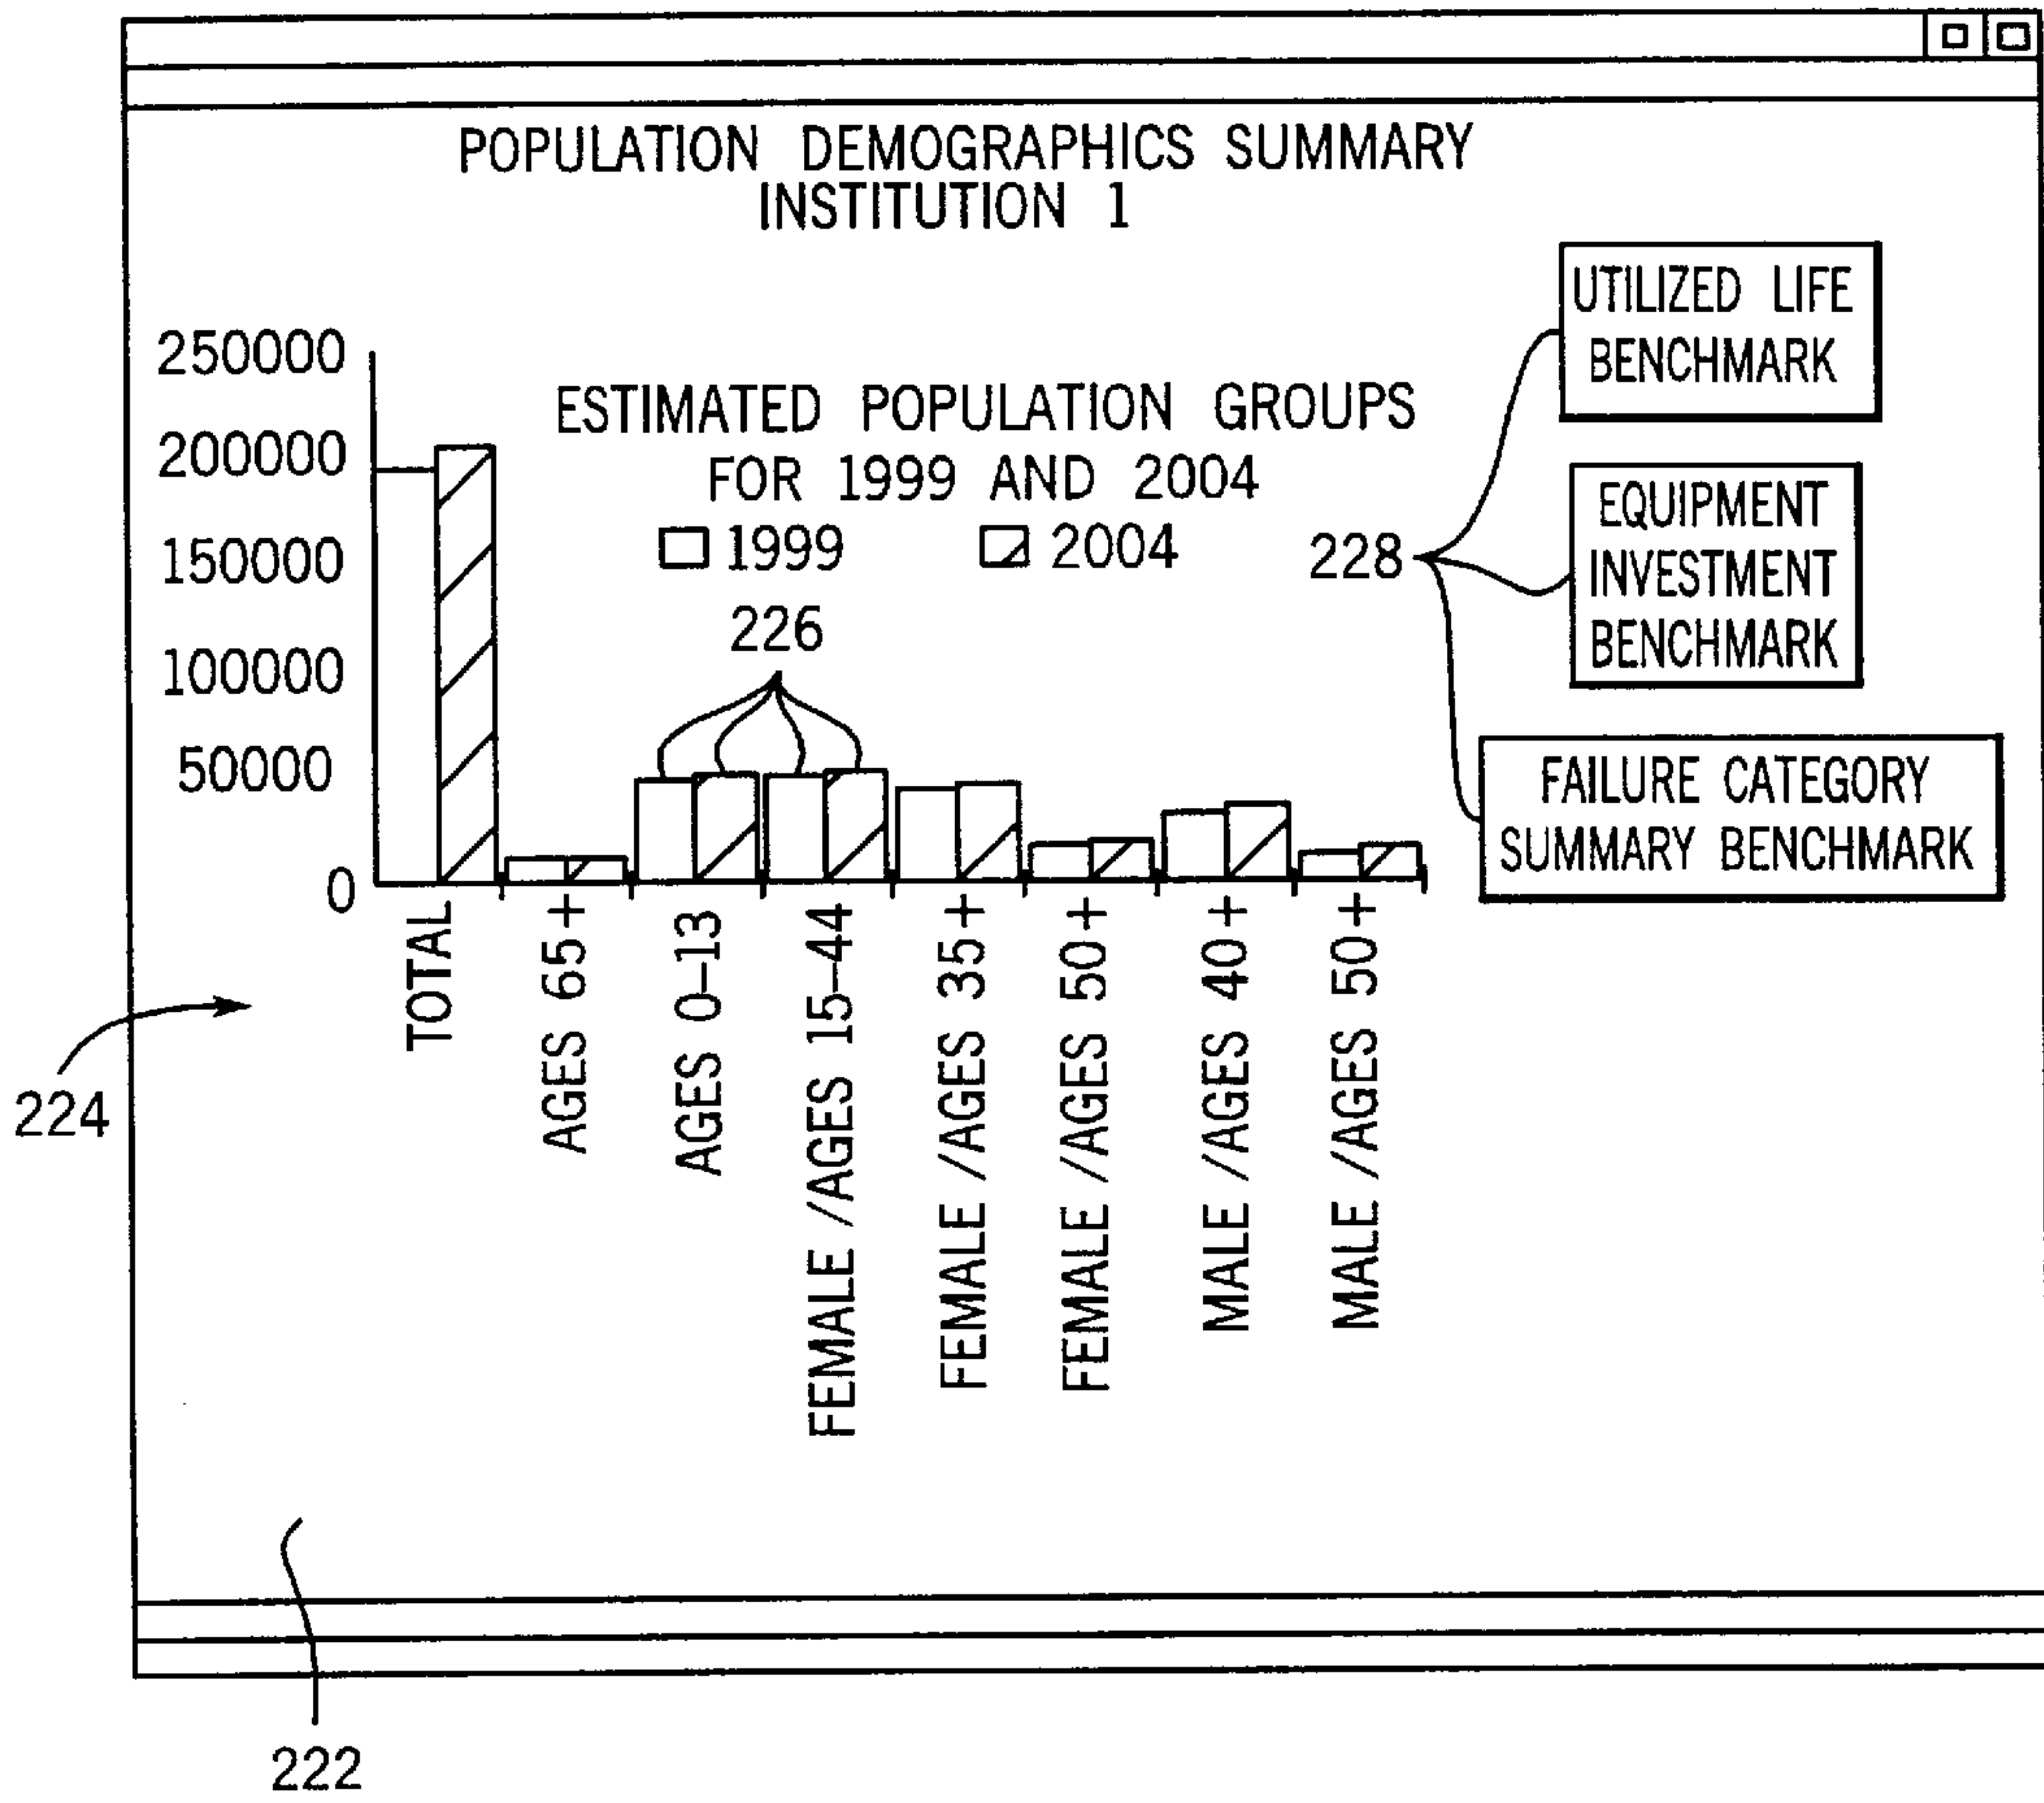 POPULATION DEMOGRAPHICS SUMMARY
INSTITUTION 1
250000
200000
150000
100000
50000
0
ESTIMATED POPULATION GROUPS
FOR 1999 AND 2004
1999
2004
226
228
UTILIZED LIFE
BENCHMARK
EQUIPMENT
INVESTMENT
BENCHMARK
FAILURE CATEGORY
SUMMARY BENCHMARK
TOTAL
AGES 65+
AGES 0-13
FEMALE /AGES 15-44
FEMALE /AGES 35+
FEMALE /AGES 50+
MALE /AGES 40+
MALE /AGES 50+
224
222